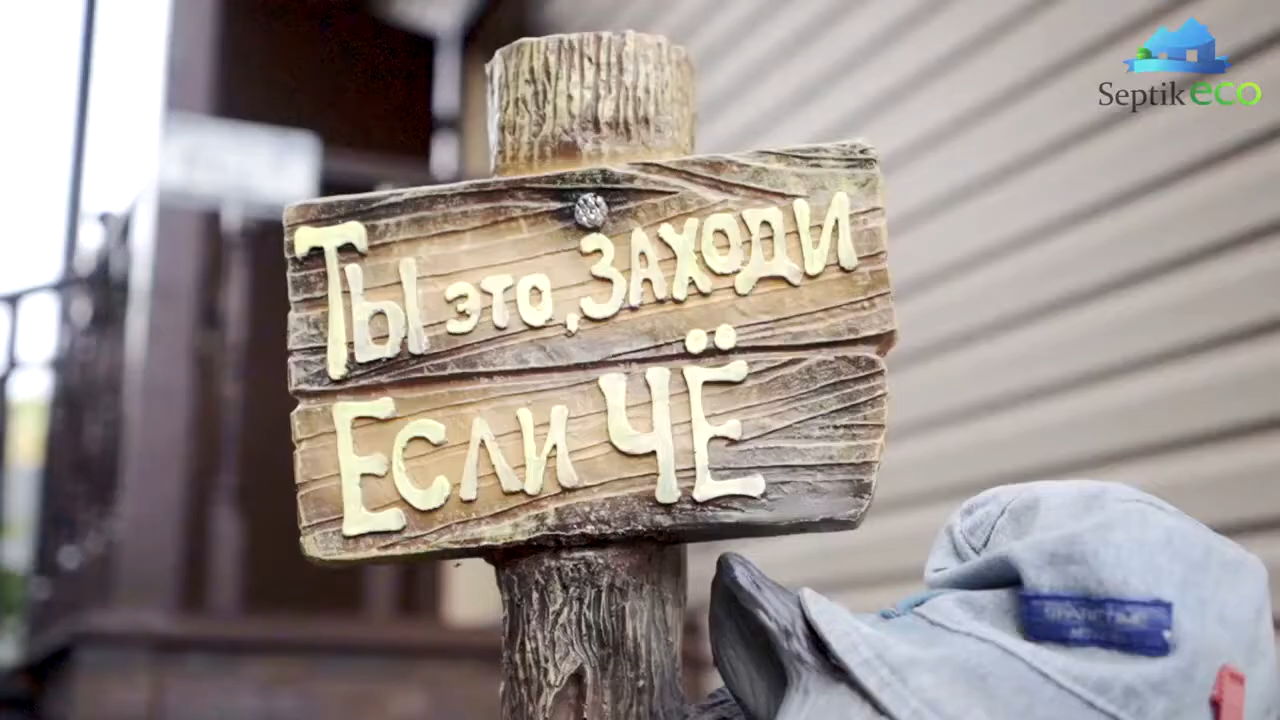 Septik eco
Ты это, ЗАХОДИ
Если ЧЁ